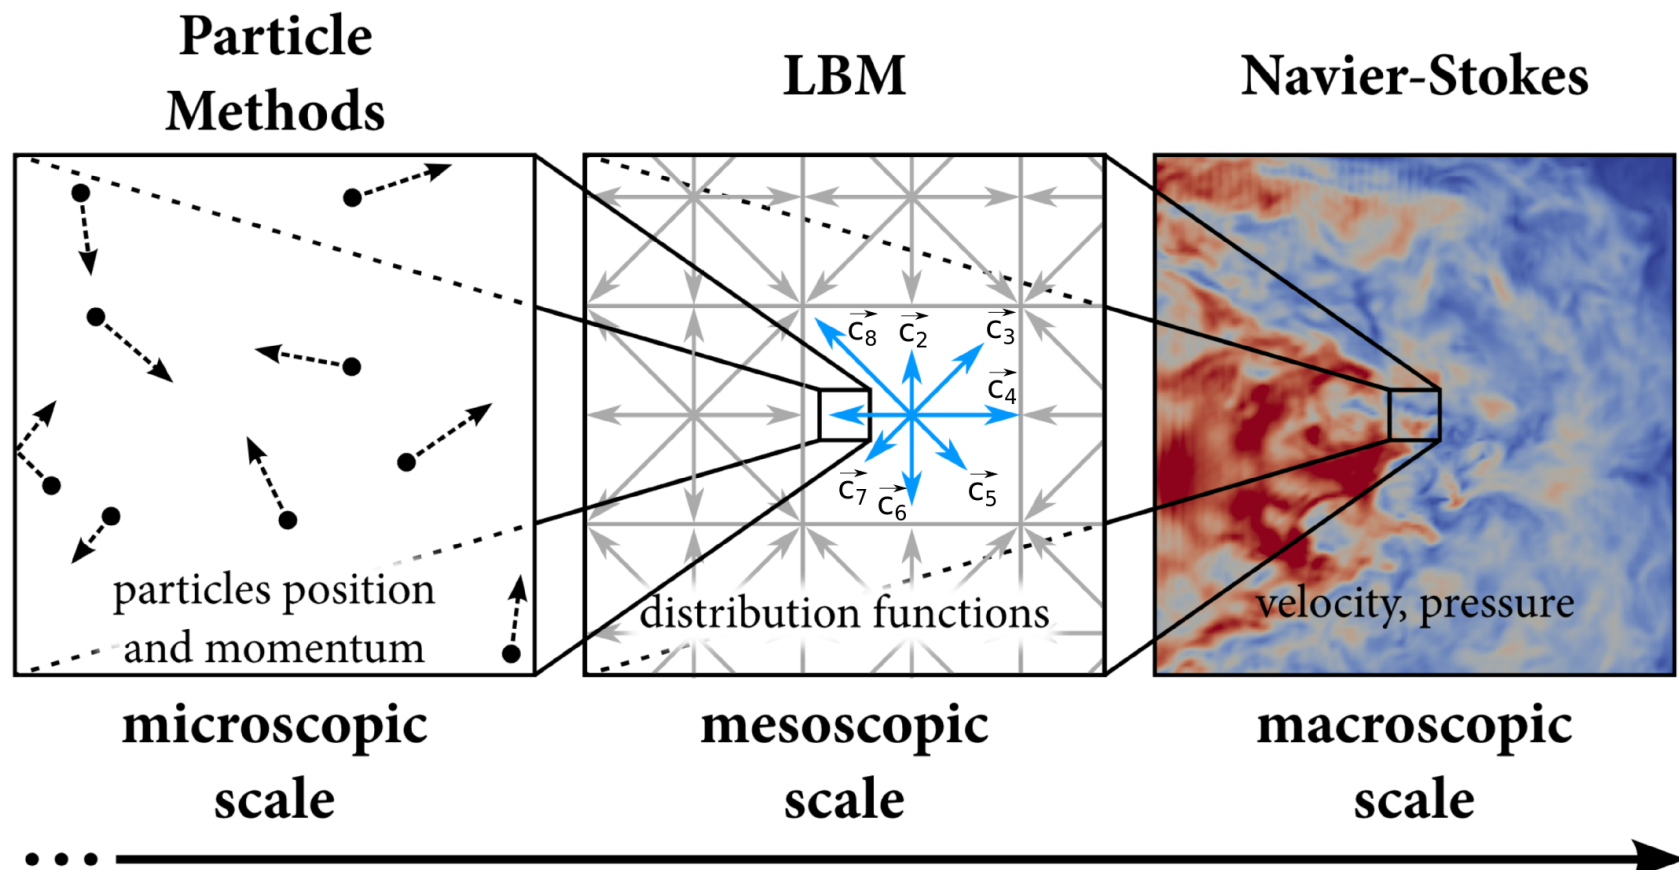 Particle
Methods
LBM
Navier-Stokes
c₈
c₂
c₃
c₄
c₇
c₆
c₅
particles position
and momentum
distribution functions
velocity, pressure
microscopic
scale
mesoscopic
scale
macroscopic
scale